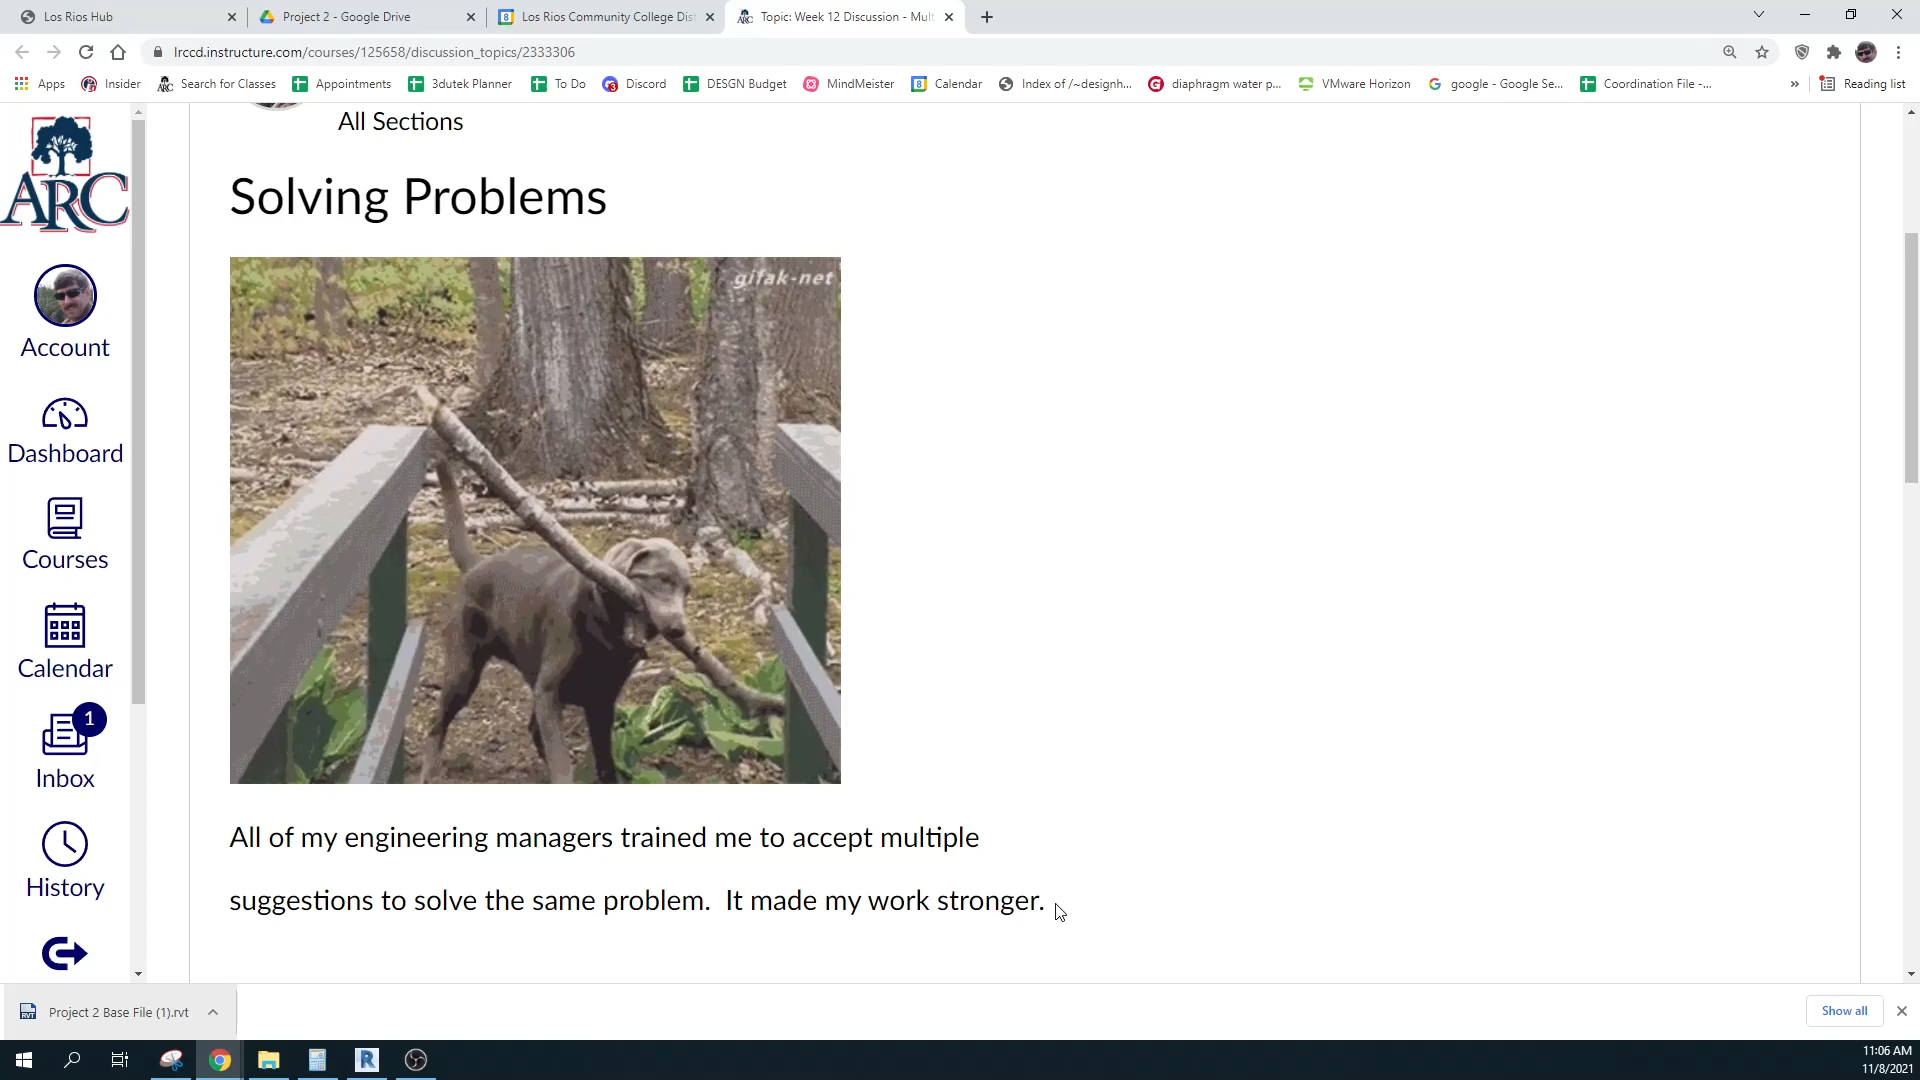 Los Rios Hub
Project 2 - Google Drive
Los Rios Community College Dist
Topic: Week 12 Discussion - Mult
lrccd.instructure.com/courses/125658/discussion_topics/2333306
Apps
Insider
Search for Classes
Appointments
3dutek Planner
To Do
Discord
DESGN Budget
MindMeister
Calendar
Index of /~designh...
diaphragm water p...
VMware Horizon
google - Google Se...
Coordination File -...
»
Reading list
ARC
Account
Dashboard
Courses
Calendar
1
Inbox
History
All Sections
Solving Problems
gifak-net
All of my engineering managers trained me to accept multiple
suggestions to solve the same problem.  It made my work stronger.
Project 2 Base File (1).rvt
Show all
11:06 AM
11/8/2021